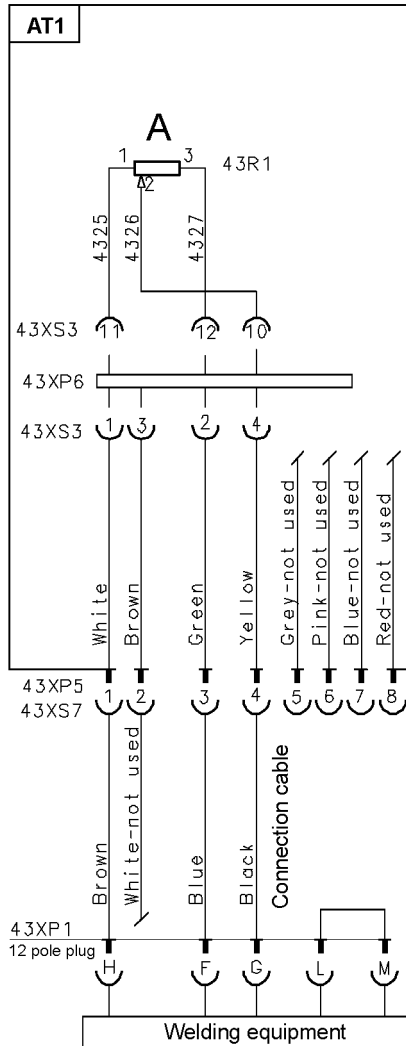 AT1
A
1 3 43R1
2
4325 4326 4327
43XS3 11 12 10
43XP6
43XS3 1 3 2 4
White Brown Green Yellow Grey-not used Pink-not used Blue-not used Red-not used
43XP5
43XS7 1 2 3 4 5 6 7 8
Brown White-not used Blue Black Connection cable
43XP1
12 pole plug H F G L M
Welding equipment